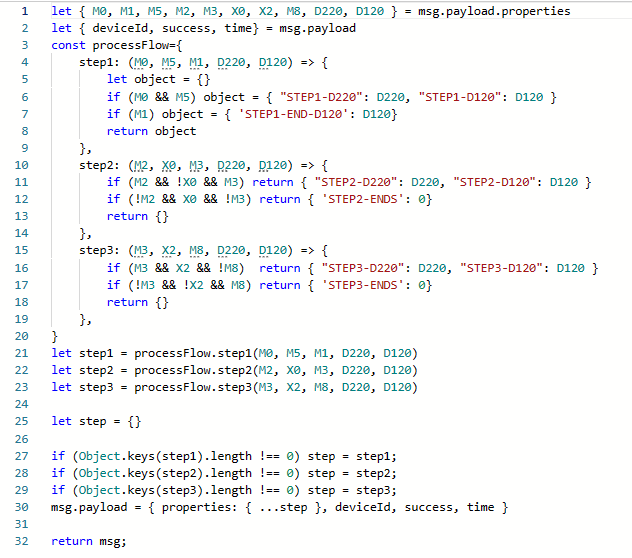 1 let { M0, M1, M5, M2, M3, X0, X2, M8, D220, D120 } = msg.payload.properties
2 let { deviceId, success, time} = msg.payload
3 const processFlow={
4     step1: (M0, M5, M1, D220, D120) => {
5         let object = {}
6         if (M0 && M5) object = { "STEP1-D220": D220, "STEP1-D120": D120 }
7         if (M1) object = { 'STEP1-END-D120': D120}
8         return object
9     },
10     step2: (M2, X0, M3, D220, D120) => {
11         if (M2 && !X0 && M3) return { "STEP2-D220": D220, "STEP2-D120": D120 }
12         if (!M2 && X0 && !M3) return { 'STEP2-ENDS': 0}
13         return {}
14     },
15     step3: (M3, X2, M8, D220, D120) => {
16         if (M3 && X2 && !M8)  return { "STEP3-D220": D220, "STEP3-D120": D120 }
17         if (!M3 && !X2 && M8) return { 'STEP3-ENDS': 0}
18         return {}
19     },
20 }
21 let step1 = processFlow.step1(M0, M5, M1, D220, D120)
22 let step2 = processFlow.step2(M2, X0, M3, D220, D120)
23 let step3 = processFlow.step3(M3, X2, M8, D220, D120)
24
25 let step = {}
26
27 if (Object.keys(step1).length !== 0) step = step1;
28 if (Object.keys(step2).length !== 0) step = step2;
29 if (Object.keys(step3).length !== 0) step = step3;
30 msg.payload = { properties: { ...step }, deviceId, success, time }
31
32 return msg;